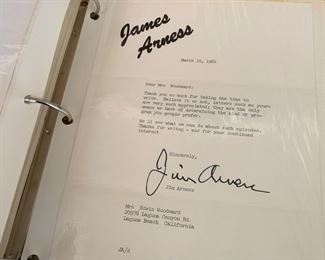 James
Arness
March 10, 1960
Dear Mrs. Woodward:
Thank you so much for taking the time to
write. Believe it or not, letters such as yours
are very much appreciated; they are the only
means we have of determining the kind of pro-
gram you people prefer.
We'll see what we can do about such episodes.
Thanks for writing - and for your continued
interest
Sincerely,
Jim Arness
Jim Arness
Mrs Edwin Woodward
20976 Laguna Canyon Rd.
Laguna Beach California
JA/d